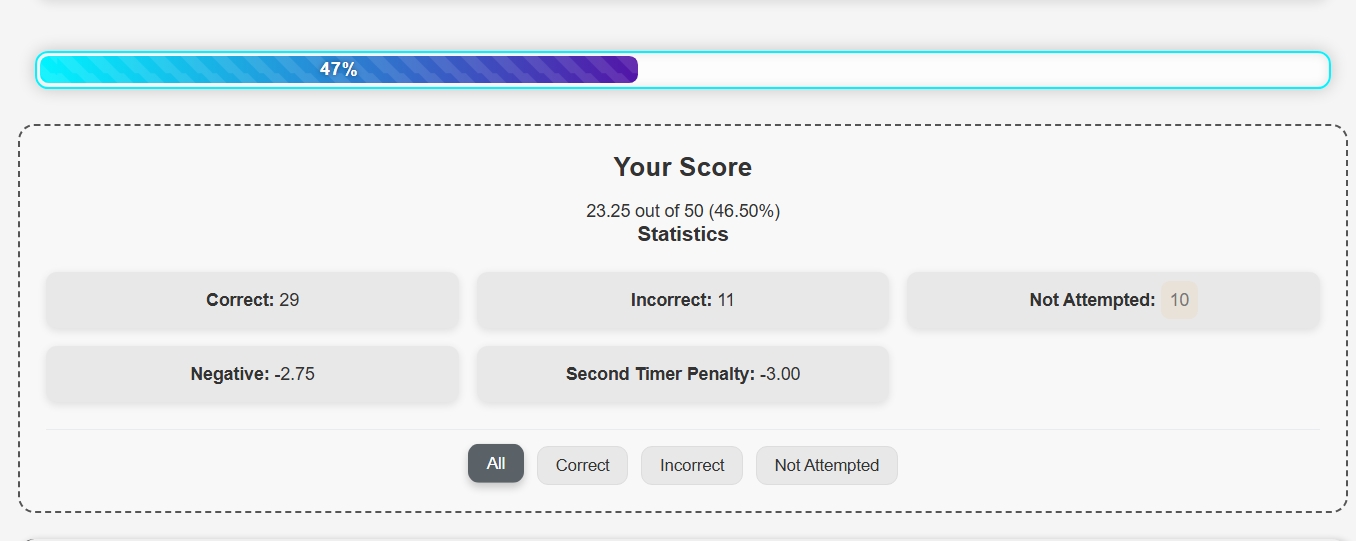 47%
Your Score
23.25 out of 50 (46.50%)
Statistics
Correct: 29
Incorrect: 11
Not Attempted: 10
Negative: -2.75
Second Timer Penalty: -3.00
All
Correct
Incorrect
Not Attempted